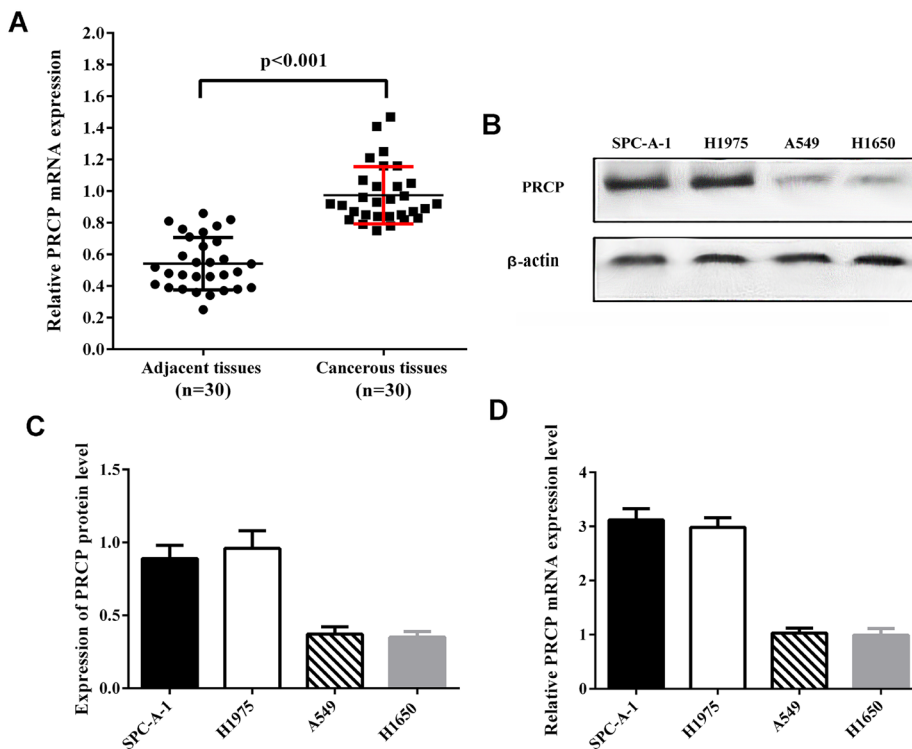 A
Relative PRCP mRNA expression
2.0
1.8
1.6
1.4
1.2
1.0
0.8
0.6
0.4
0.2
0.0
p<0.001
Adjacent tissues
(n=30)
Cancerous tissues
(n=30)
B
SPC-A-1 H1975 A549 H1650
PRCP
β-actin
C
Expression of PRCP protein level
1.5
1.0
0.5
0.0
SPC-A-1
H1975
A549
H1650
D
Relative PRCP mRNA expression level
4
3
2
1
0
SPC-A-1
H1975
A549
H1650